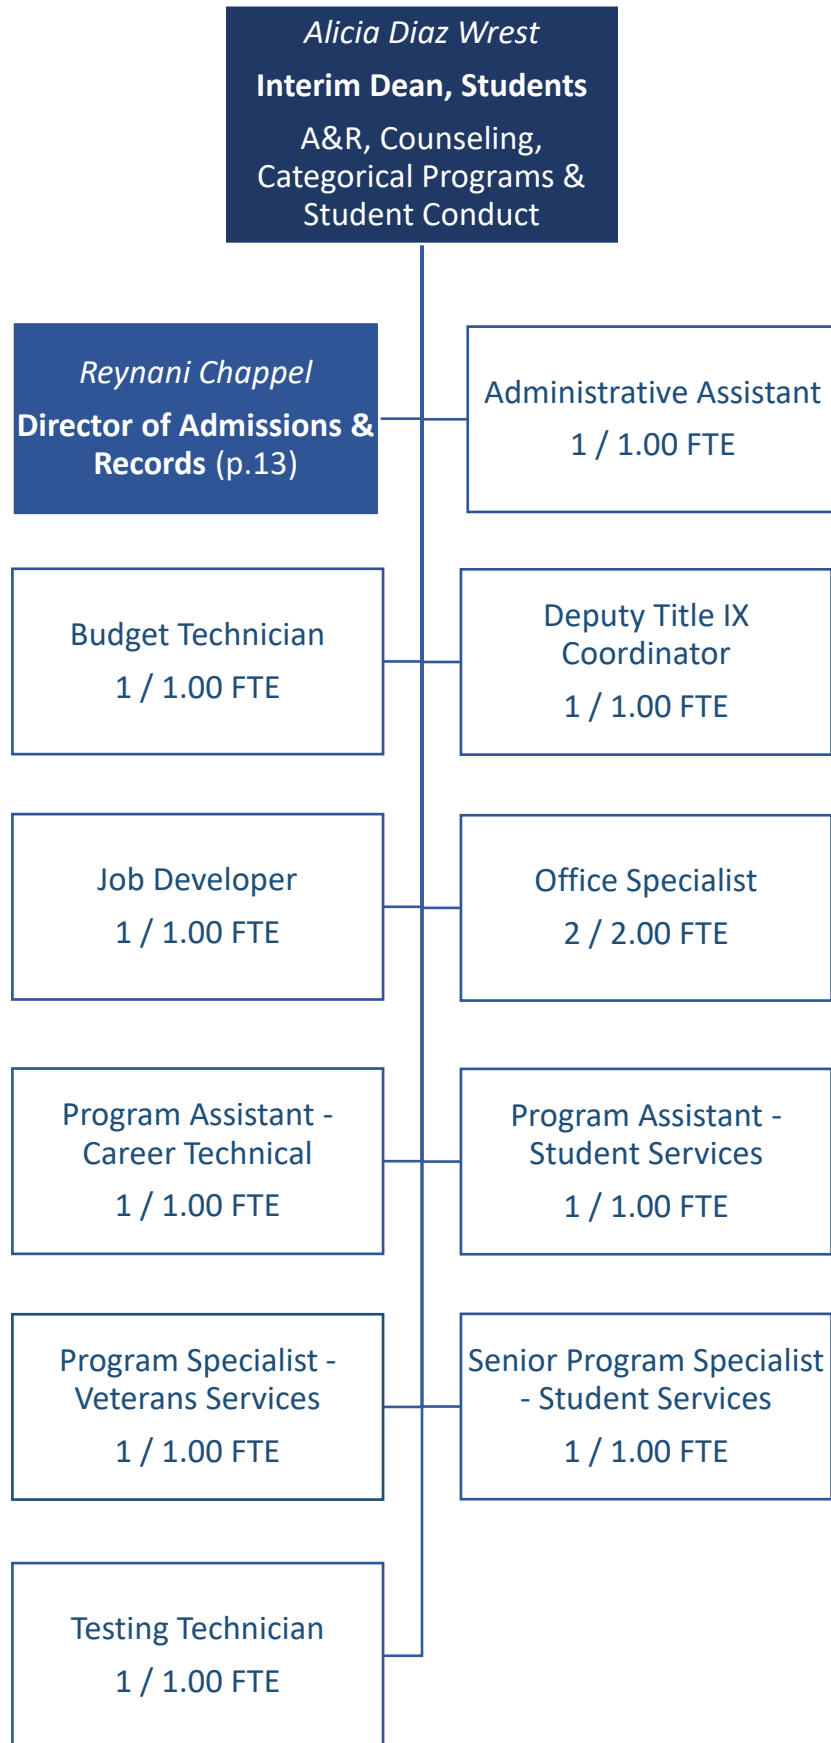 Alicia Diaz Wrest
Interim Dean, Students
A&R, Counseling,
Categorical Programs &
Student Conduct
Reynani Chappel
Director of Admissions &
Records (p.13)
Administrative Assistant
1 / 1.00 FTE
Budget Technician
1 / 1.00 FTE
Deputy Title IX
Coordinator
1 / 1.00 FTE
Job Developer
1 / 1.00 FTE
Office Specialist
2 / 2.00 FTE
Program Assistant -
Career Technical
1 / 1.00 FTE
Program Assistant -
Student Services
1 / 1.00 FTE
Program Specialist -
Veterans Services
1 / 1.00 FTE
Senior Program Specialist
- Student Services
1 / 1.00 FTE
Testing Technician
1 / 1.00 FTE